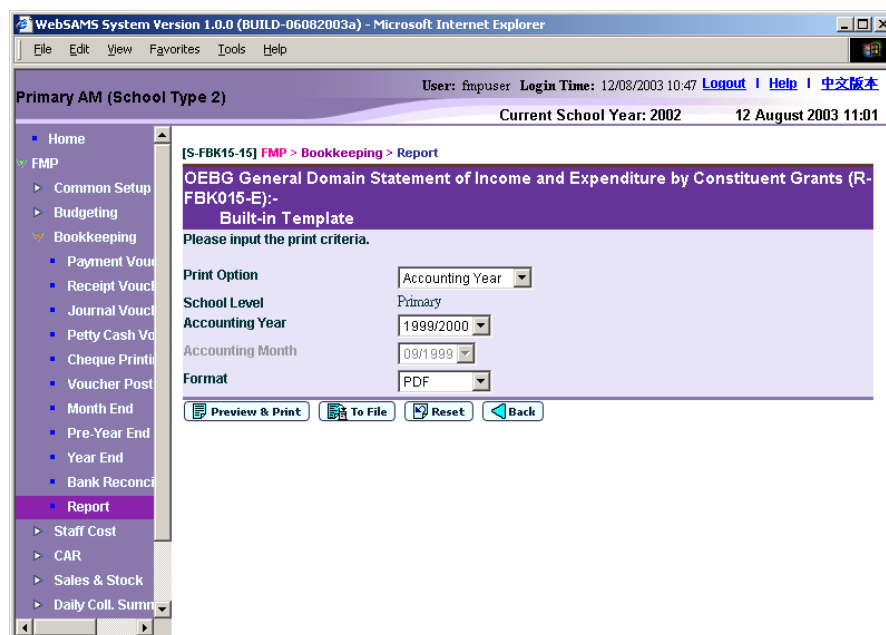 WebSAMS System Version 1.0.0 (BUILD-06082003a) - Microsoft Internet Explorer
File Edit View Favorites Tools Help
Primary AM (School Type 2)
User: fmpuser Login Time: 12/08/2003 10:47 Logout | Help | 中文版本
Current School Year: 2002 12 August 2003 11:01
Home
FMP
Common Setup
Budgeting
Bookkeeping
Payment Vou
Receipt Voucl
Journal Voucl
Petty Cash Vo
Cheque Printi
Voucher Post
Month End
Pre-Year End
Year End
Bank Reconci
Report
Staff Cost
CAR
Sales & Stock
Daily Coll. Summ
[S-FBK15-15] FMP > Bookkeeping > Report
OEBG General Domain Statement of Income and Expenditure by Constituent Grants (R-
FBK015-E):-
Built-in Template
Please input the print criteria.
Print Option Accounting Year
School Level Primary
Accounting Year 1999/2000
Accounting Month 09/1999
Format PDF
Preview & Print To File Reset Back